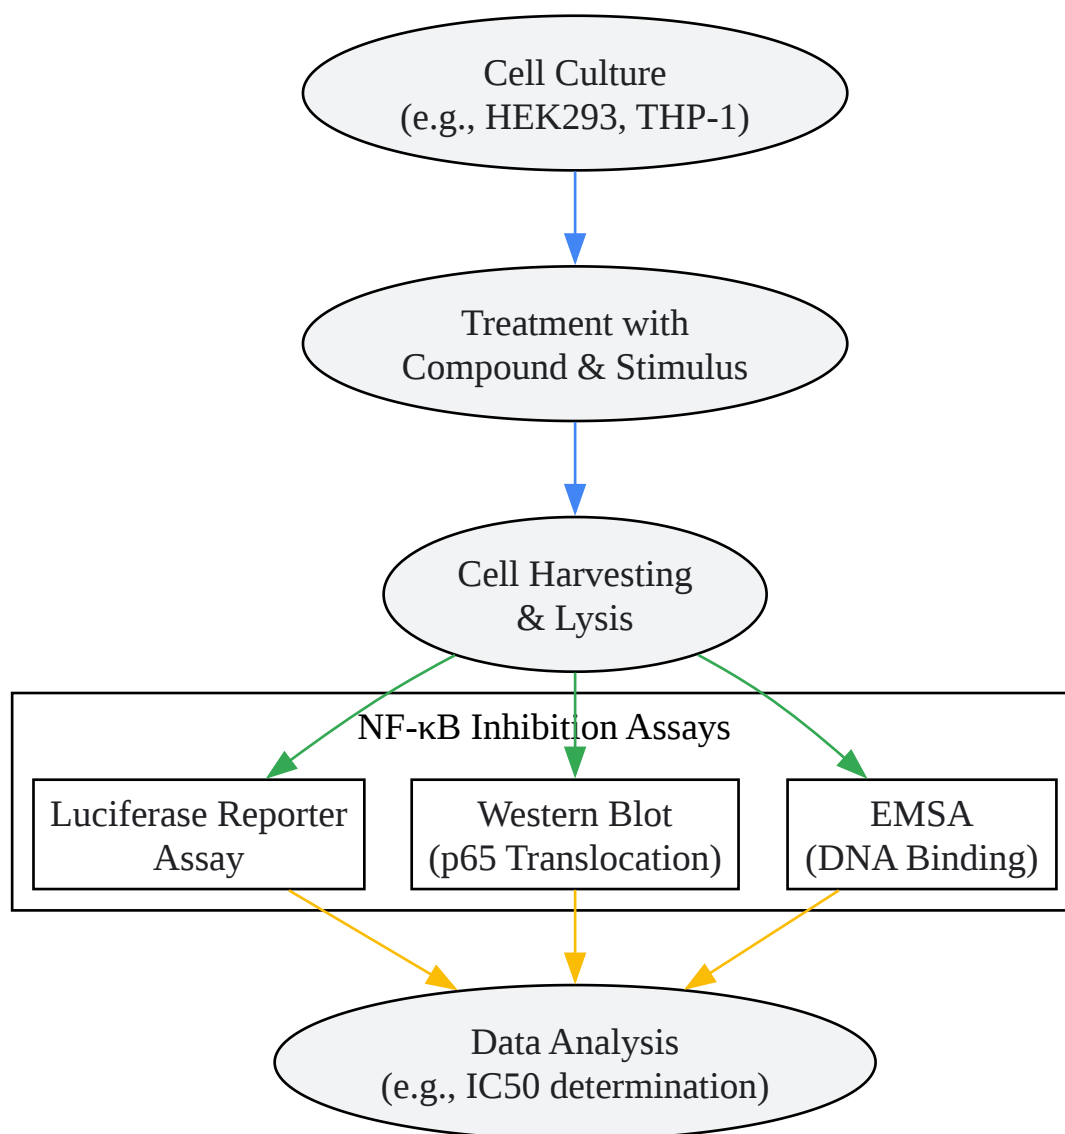 Cell Culture
(e.g., HEK293, THP-1)
Treatment with
Compound & Stimulus
Cell Harvesting
& Lysis
NF-κB Inhibition Assays
Luciferase Reporter
Assay
Western Blot
(p65 Translocation)
EMSA
(DNA Binding)
Data Analysis
(e.g., IC50 determination)